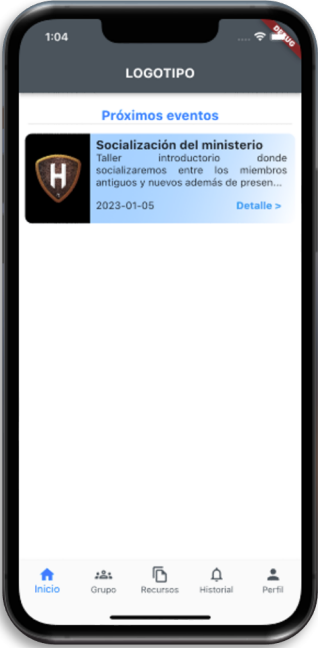 1:04
DEBUG
LOGOTIPO
Próximos eventos
H
Socialización del ministerio
Taller introductorio donde
socializaremos entre los miembros
antiguos y nuevos además de presen...
2023-01-05
Detalle >
Inicio
Grupo
Recursos
Historial
Perfil